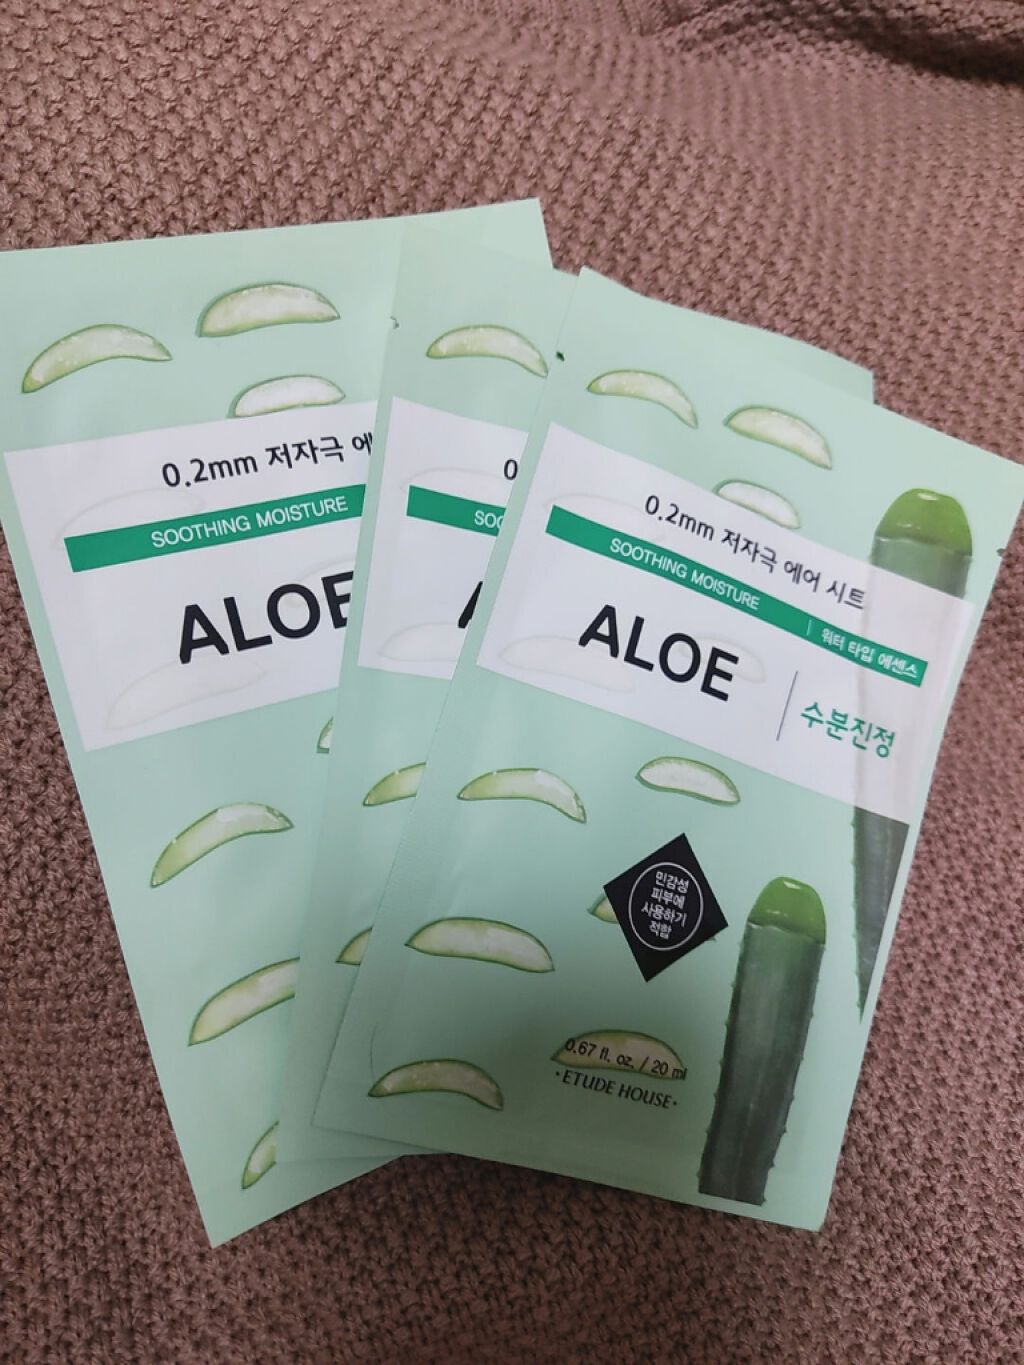 0.2mm 저자극 에
SOOTHING MOISTURE
ALOE
0.2mm 저자극 에어 시트
SOOTHING MOISTURE | 워터 타입 에센스
ALOE
수분진정
민감성
피부에
사용하기
적합
0.67 fl. oz. / 20 ml
·ETUDE HOUSE·